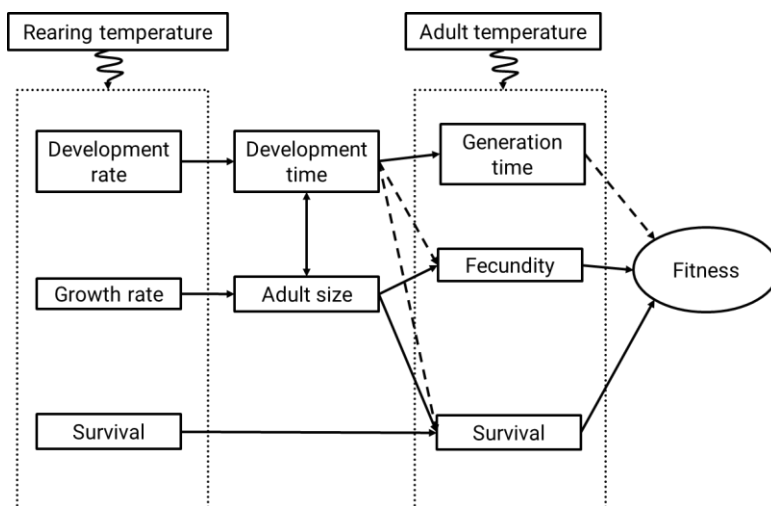 Rearing temperature
Adult temperature
Development
rate
Development
time
Generation
time
Growth rate
Adult size
Fecundity
Fitness
Survival
Survival